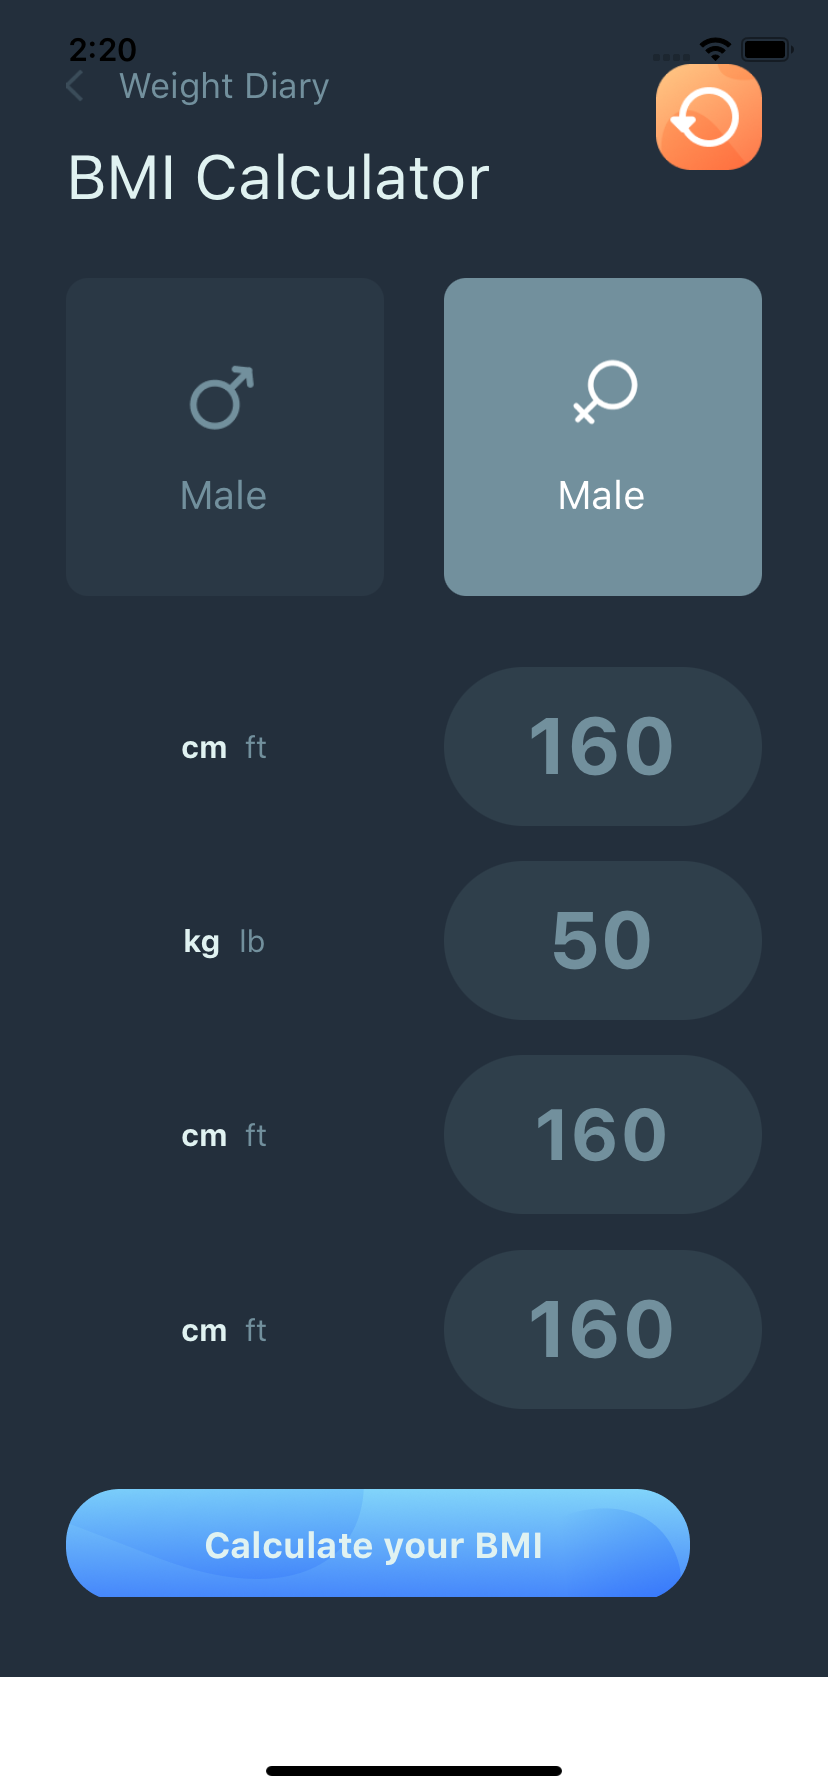 2:20
Weight Diary
BMI Calculator
Male Male
cm ft 160
kg lb 50
cm ft 160
cm ft 160
Calculate your BMI